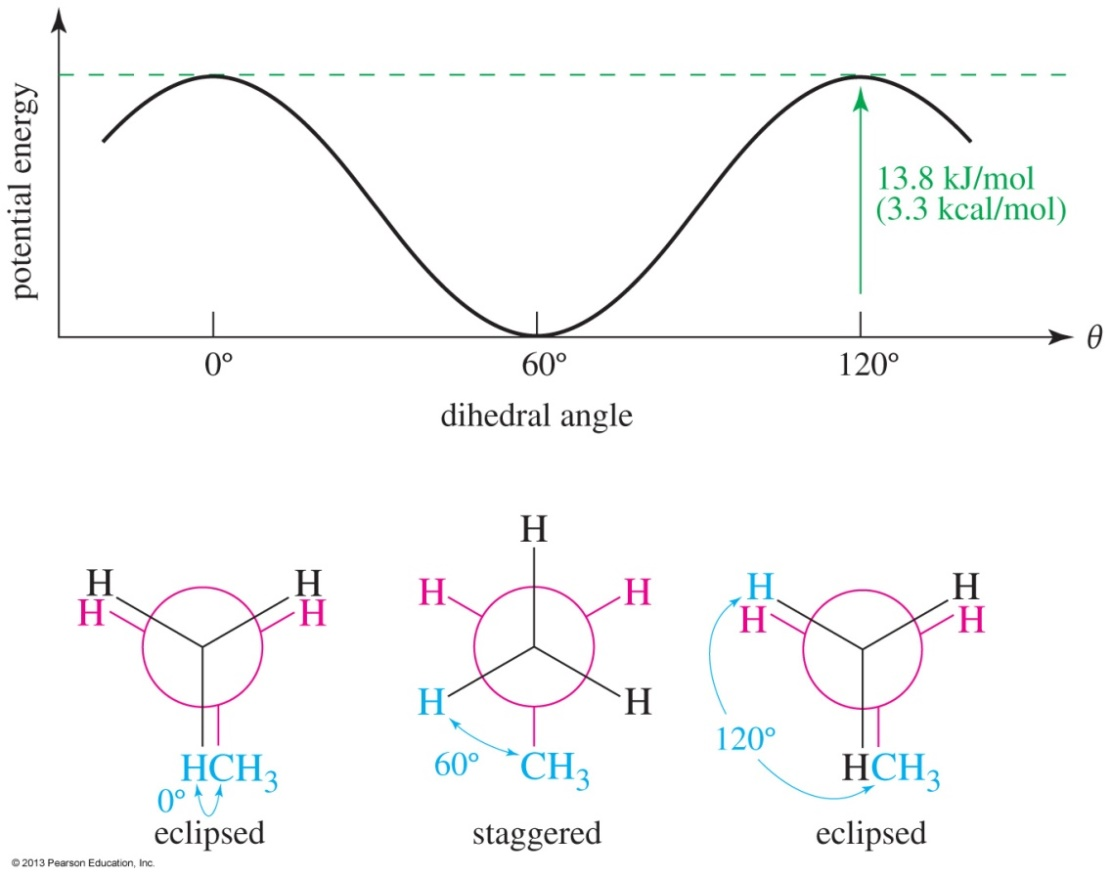 potential energy
13.8 kJ/mol
(3.3 kcal/mol)
θ
0° 60° 120°
dihedral angle
H H H H
HCH₃
0°
eclipsed
H
H H
H H
60° CH₃
staggered
H H H H
120°
HCH₃
eclipsed
© 2013 Pearson Education, Inc.